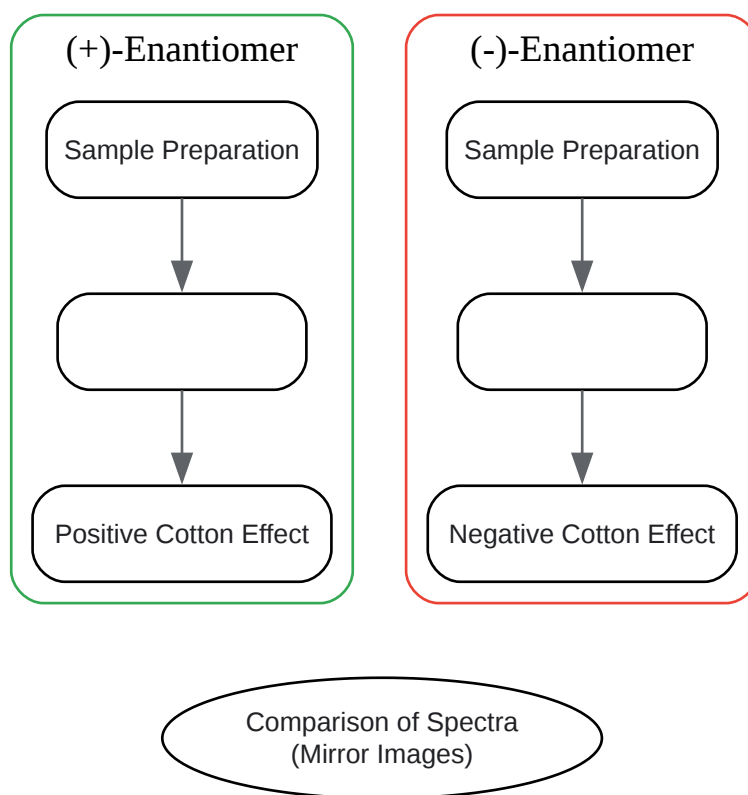 (+)-Enantiomer
Sample Preparation
Positive Cotton Effect
(-)-Enantiomer
Sample Preparation
Negative Cotton Effect
Comparison of Spectra
(Mirror Images)